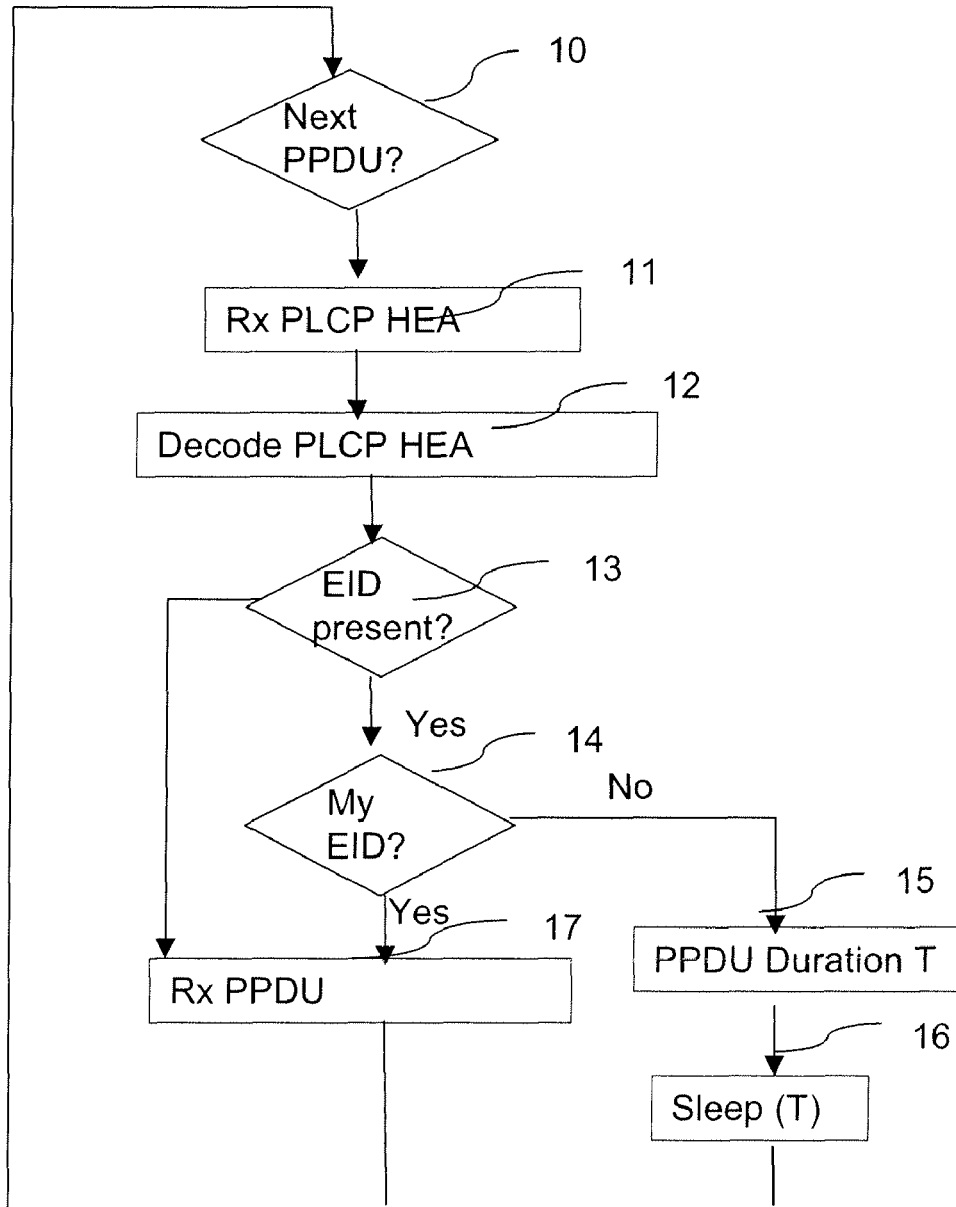 10
Next
PPDU?
11
Rx PLCP HEA
12
Decode PLCP HEA
13
EID
present?
Yes
14
No
My
EID?
15
Yes
17
PPDU Duration T
Rx PPDU
16
Sleep (T)